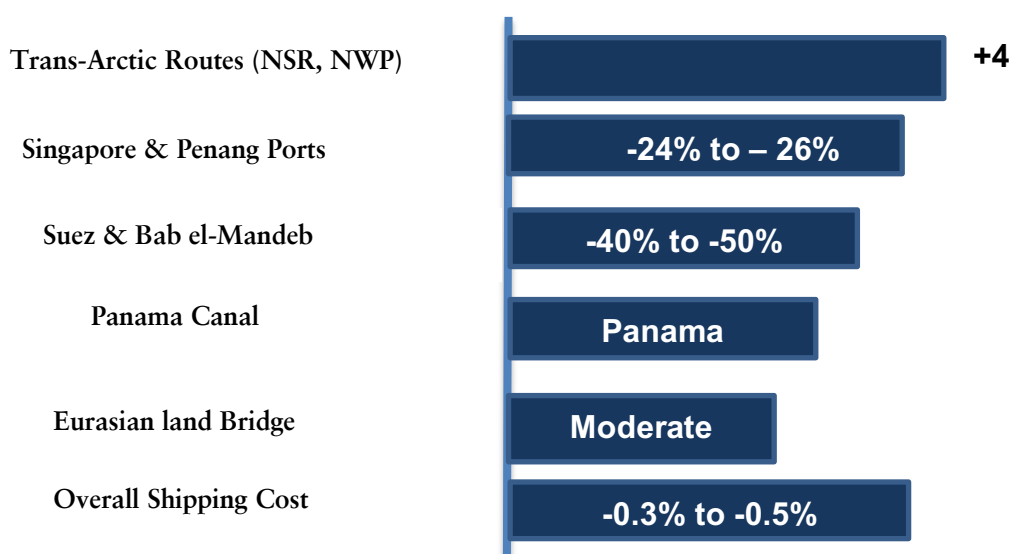 Trans-Arctic Routes (NSR, NWP)
+4
Singapore & Penang Ports
-24% to – 26%
Suez & Bab el-Mandeb
-40% to -50%
Panama Canal
Panama
Eurasian land Bridge
Moderate
Overall Shipping Cost
-0.3% to -0.5%